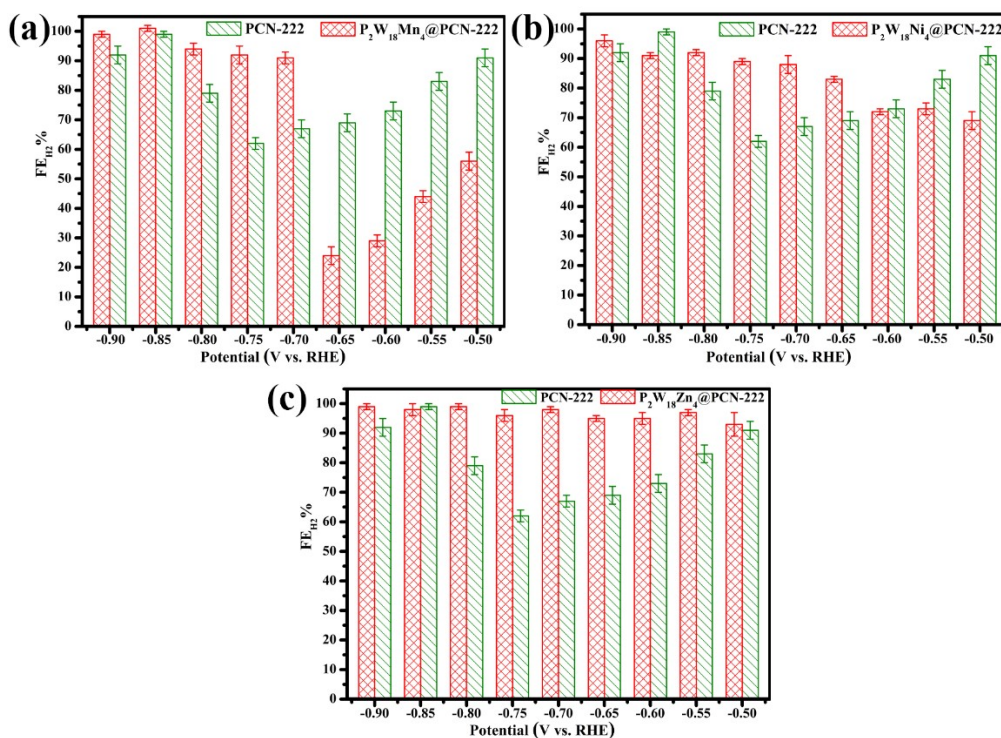 (a)
PCN-222 P₂W₁₈Mn₄@PCN-222
FE_H2%
100
90
80
70
60
50
40
30
20
10
0
-0.90 -0.85 -0.80 -0.75 -0.70 -0.65 -0.60 -0.55 -0.50
Potential (V vs. RHE)
(b)
PCN-222 P₂W₁₈Ni₄@PCN-222
FE_H2%
100
90
80
70
60
50
40
30
20
10
0
-0.90 -0.85 -0.80 -0.75 -0.70 -0.65 -0.60 -0.55 -0.50
Potential (V vs. RHE)
(c)
PCN-222 P₂W₁₈Zn₄@PCN-222
FE_H2%
100
90
80
70
60
50
40
30
20
10
0
-0.90 -0.85 -0.80 -0.75 -0.70 -0.65 -0.60 -0.55 -0.50
Potential (V vs. RHE)